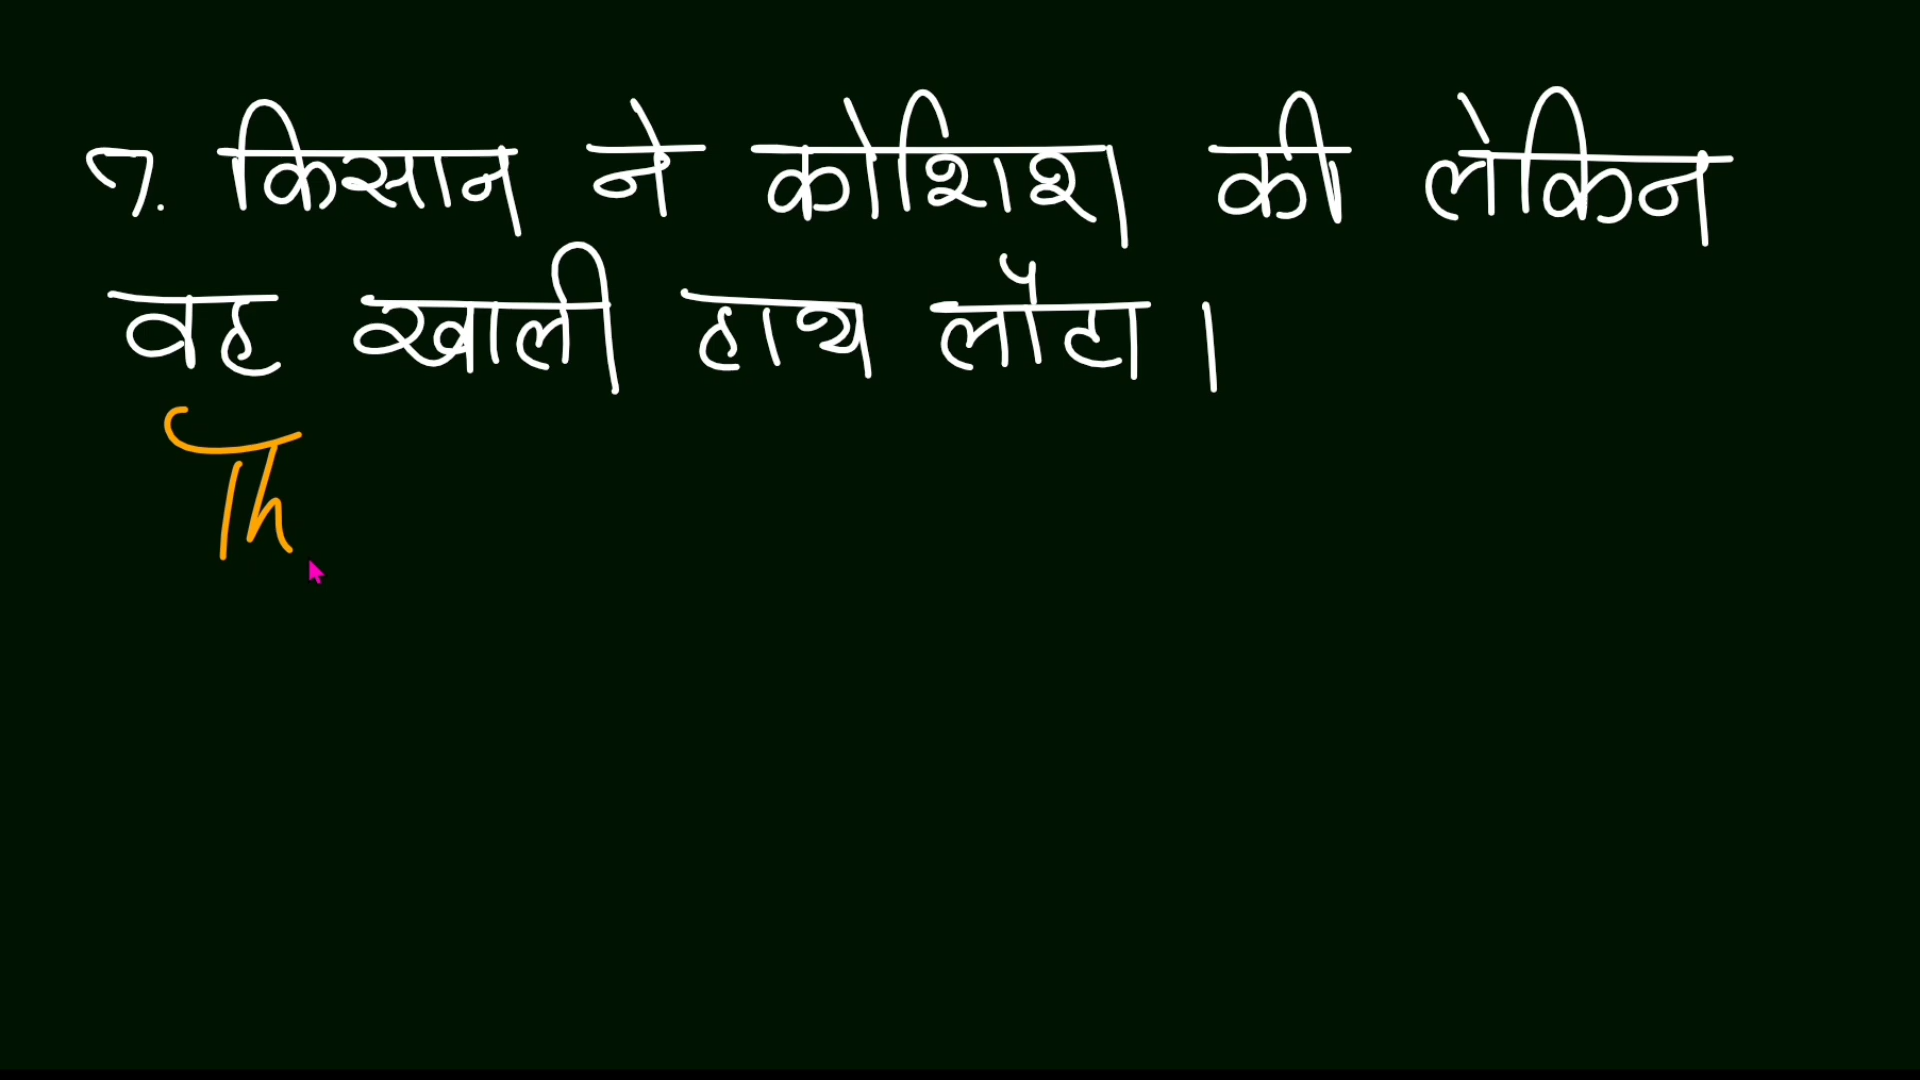 7. किसान ने कोशिश की लेकिन
वह खाली हाथ लौटा ।
Th